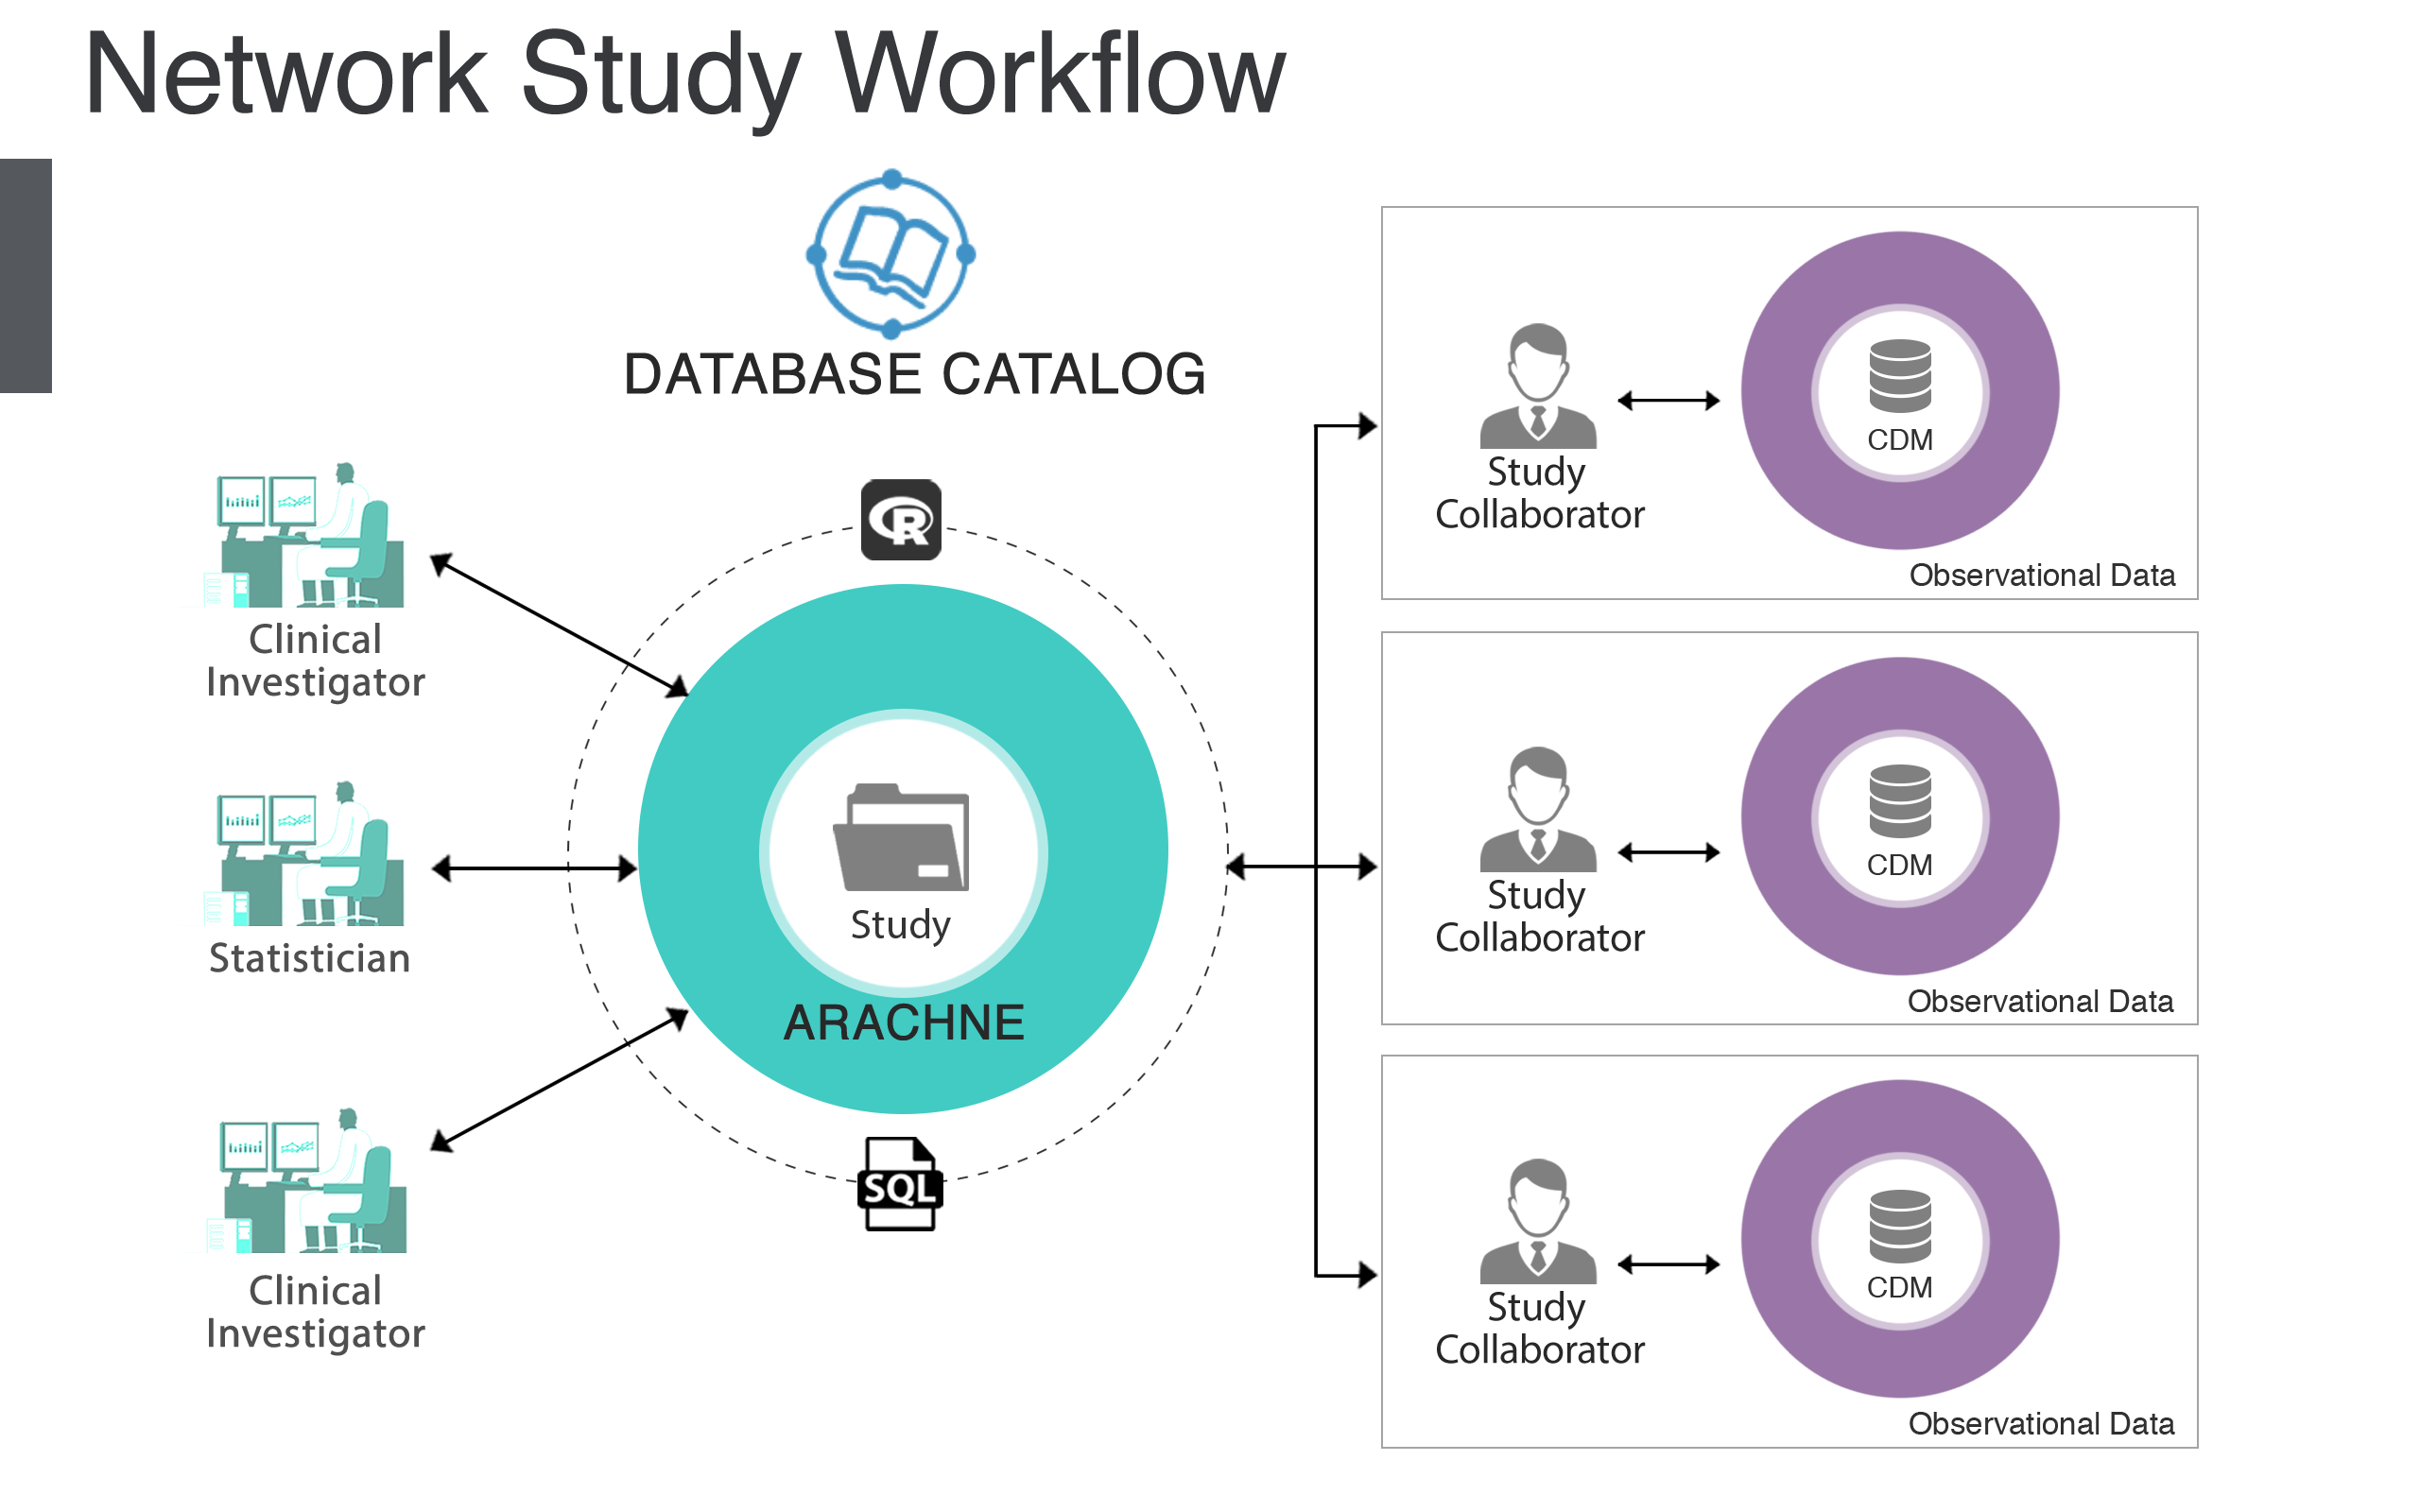 Network Study Workflow
DATABASE CATALOG
Clinical
Investigator
Statistician
Clinical
Investigator
R
Study
ARACHNE
SQL
Study
Collaborator
CDM
Observational Data
Study
Collaborator
CDM
Observational Data
Study
Collaborator
CDM
Observational Data